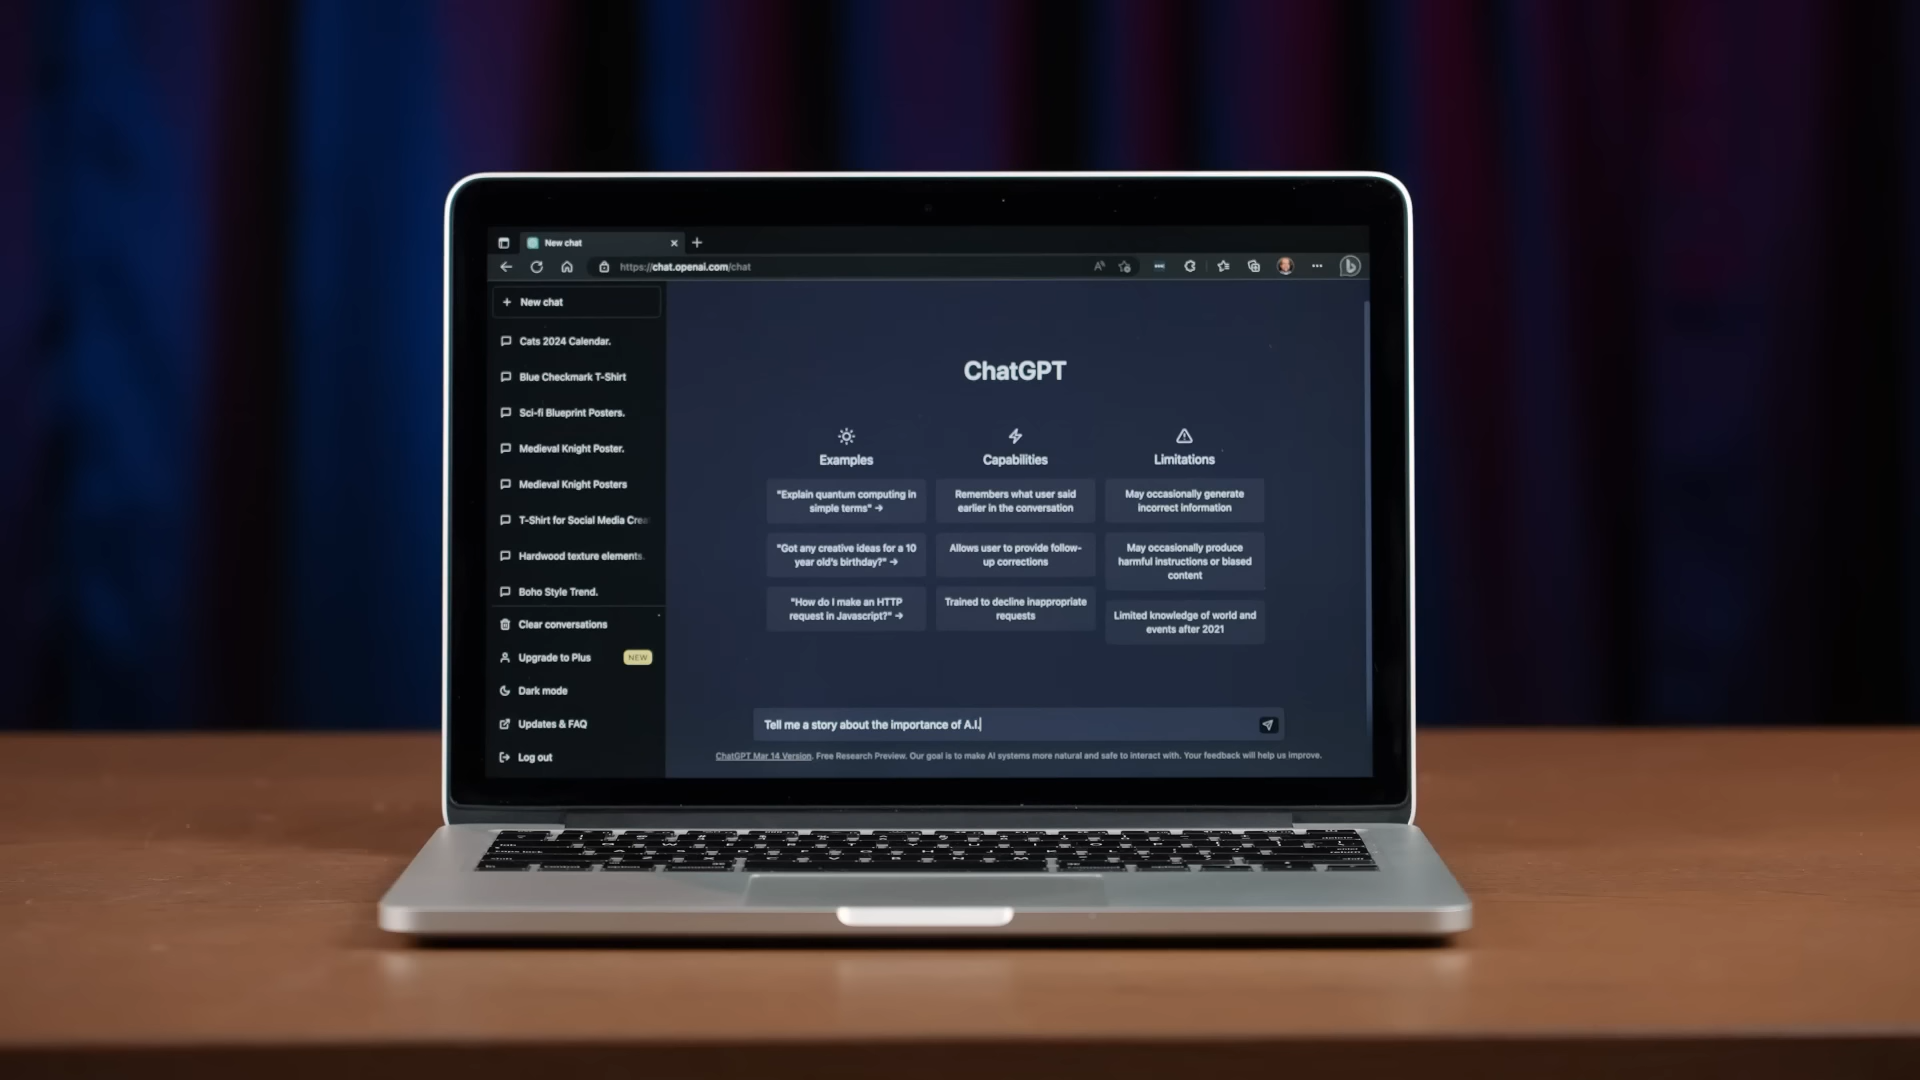 New chat
https://chat.openai.com/chat
New chat
Cats 2024 Calendar.
Blue Checkmark T-Shirt
Sci-fi Blueprint Posters.
Medieval Knight Poster.
Medieval Knight Posters
T-Shirt for Social Media Crea
Hardwood texture elements.
Boho Style Trend.
Clear conversations
Upgrade to Plus NEW
Dark mode
Updates & FAQ
Log out
ChatGPT
Examples
"Explain quantum computing in
simple terms" →
"Got any creative ideas for a 10
year old's birthday?" →
"How do I make an HTTP
request in Javascript?" →
Capabilities
Remembers what user said
earlier in the conversation
Allows user to provide follow-
up corrections
Trained to decline inappropriate
requests
Limitations
May occasionally generate
incorrect information
May occasionally produce
harmful instructions or biased
content
Limited knowledge of world and
events after 2021
Tell me a story about the importance of A.I.
ChatGPT Mar 14 Version. Free Research Preview. Our goal is to make AI systems more natural and safe to interact with. Your feedback will help us improve.